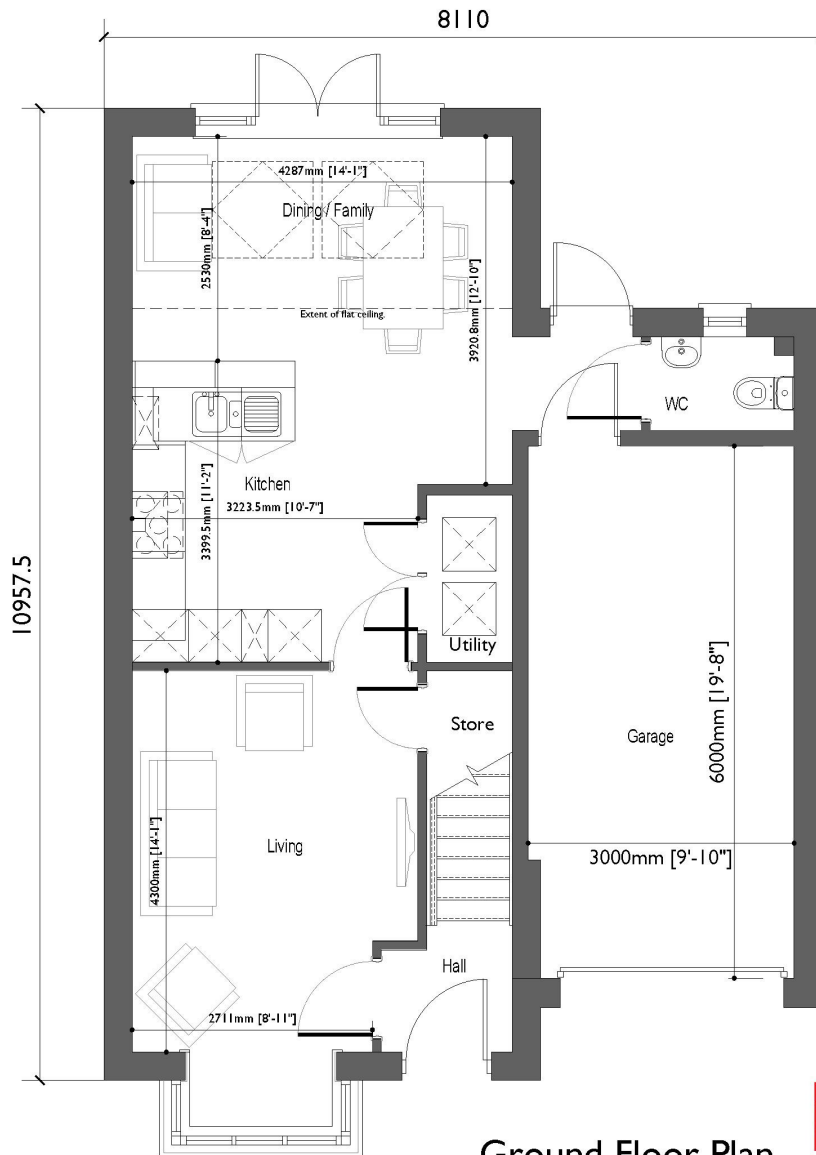 8110
4287mm [14'-1"]
Dining / Family
2530mm [8'-4"]
3920.8mm [12'-10"]
Extent of flat ceiling.
WC
Kitchen
3223.5mm [10'-7"]
3399.5mm [11'-2"]
10957.5
Utility
Store
6000mm [19'-8"]
Garage
Living
4300mm [14'-1"]
3000mm [9'-10"]
Hall
2711mm [8'-11"]
Ground Floor Plan